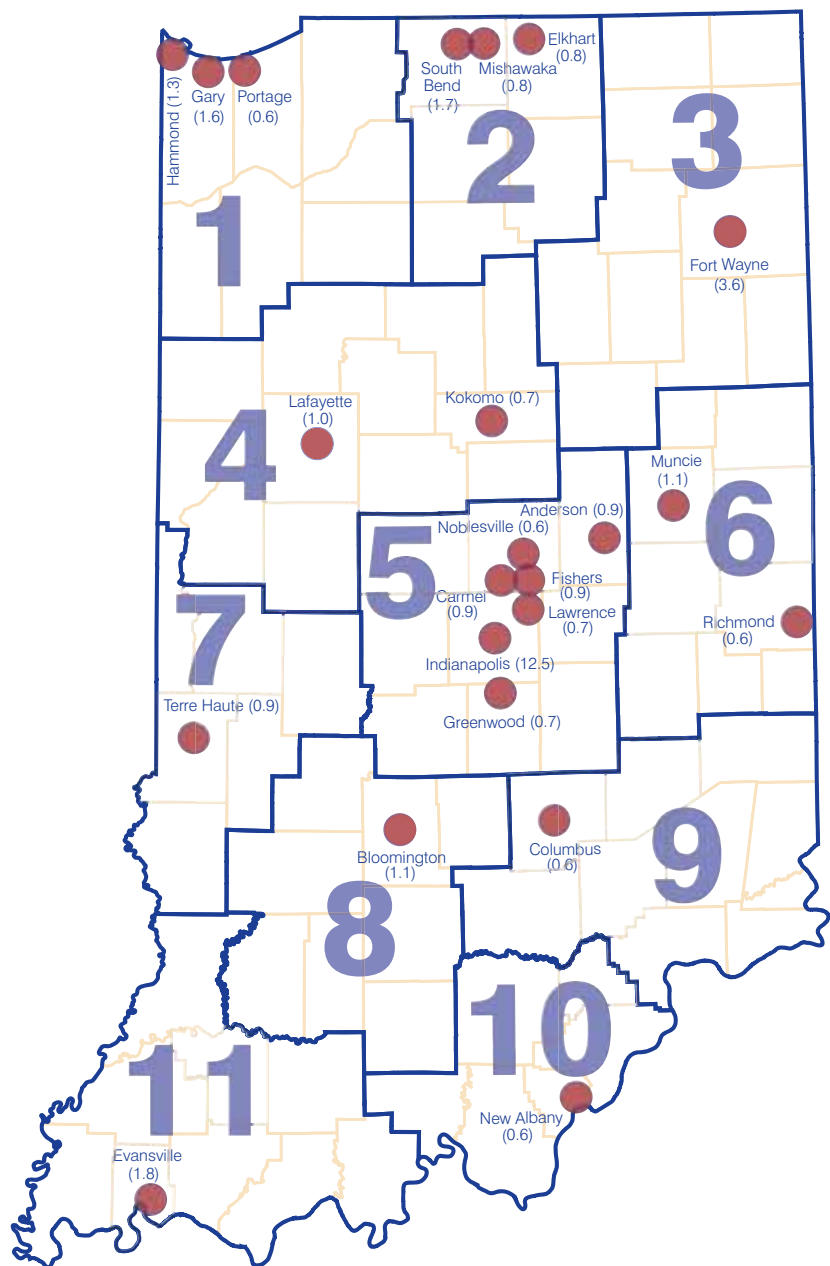 Elkhart
(0.8)
South
Bend
(1.7)
Mishawaka
(0.8)
Hammond (1.3)
Gary
(1.6)
Portage
(0.6)
1
2
3
Fort Wayne
(3.6)
Lafayette
(1.0)
Kokomo (0.7)
4
Muncie
(1.1)
Anderson (0.9)
Noblesville (0.6)
5
6
Fishers
(0.9)
Carmel
(0.9)
Lawrence
(0.7)
Richmond
(0.6)
Indianapolis (12.5)
7
Terre Haute (0.9)
Greenwood (0.7)
Bloomington
(1.1)
Columbus
(0.6)
9
8
10
11
New Albany
(0.6)
Evansville
(1.8)